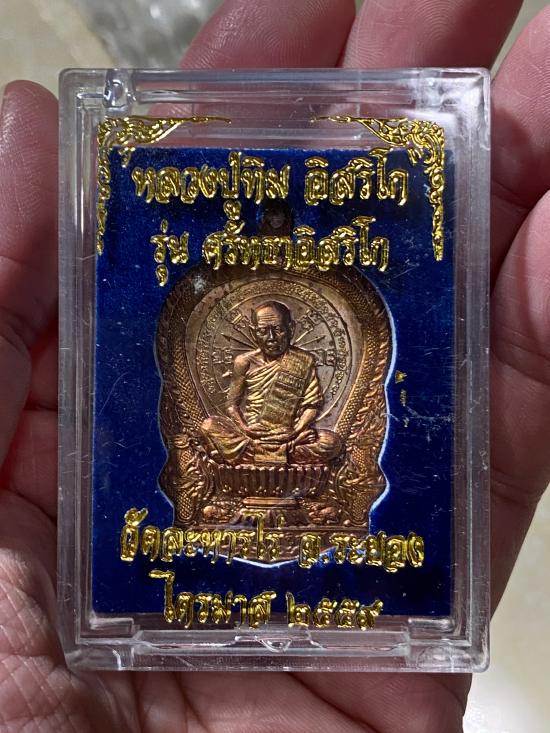 หลวงปู่ทิม อิสริโก
รุ่น ศรัทธาอิสริโก
วัดละหารไร่ จ.ระยอง
ไตรมาส ๒๕๕๙